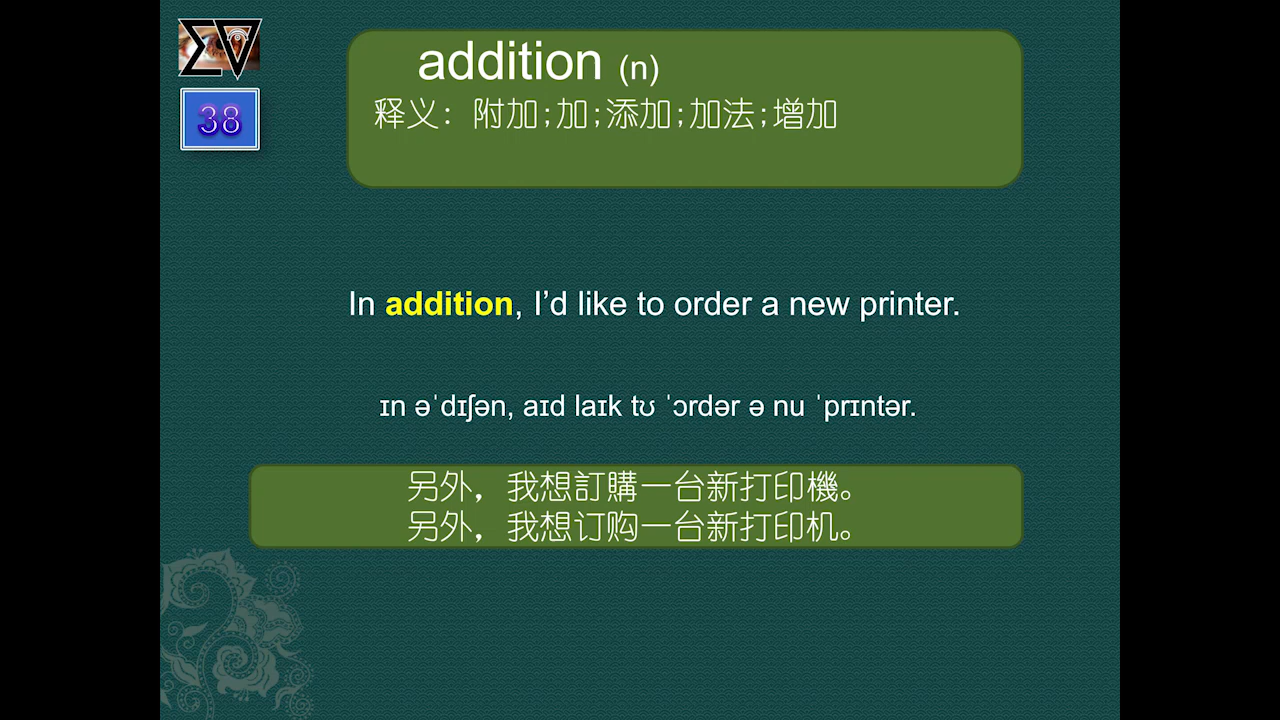 addition (n)
释义: 附加;加;添加;加法;增加
38
In addition, I’d like to order a new printer.
ɪn əˈdɪʃən, aɪd laɪk tʊ ˈɔrdər ə nu ˈprɪntər.
另外，我想訂購一台新打印機。
另外，我想订购一台新打印机。